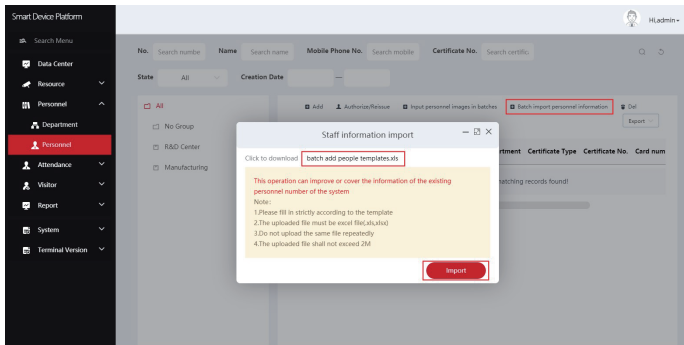 Smart Device Platform
Hi,admin
Search Menu
Data Center
Resource
Personnel
Department
Personnel
Attendance
Visitor
Report
System
Terminal Version
No. Search numbe Name Search name Mobile Phone No. Search mobile Certificate No. Search certific
State All Creation Date —
All
No Group
R&D Center
Manufacturing
Add Authorize/Reissue Input personnel images in batches Batch import personnel information Del
Export
rtment Certificate Type Certificate No. Card num
atching records found!
Staff information import
Click to download batch add people templates.xls
This operation can improve or cover the information of the existing
personnel number of the system
Note:
1.Please fill in strictly according to the template
2.The uploaded file must be excel file(.xls,xlsx)
3.Do not upload the same file repeatedly
4.The uploaded file shall not exceed 2M
Import